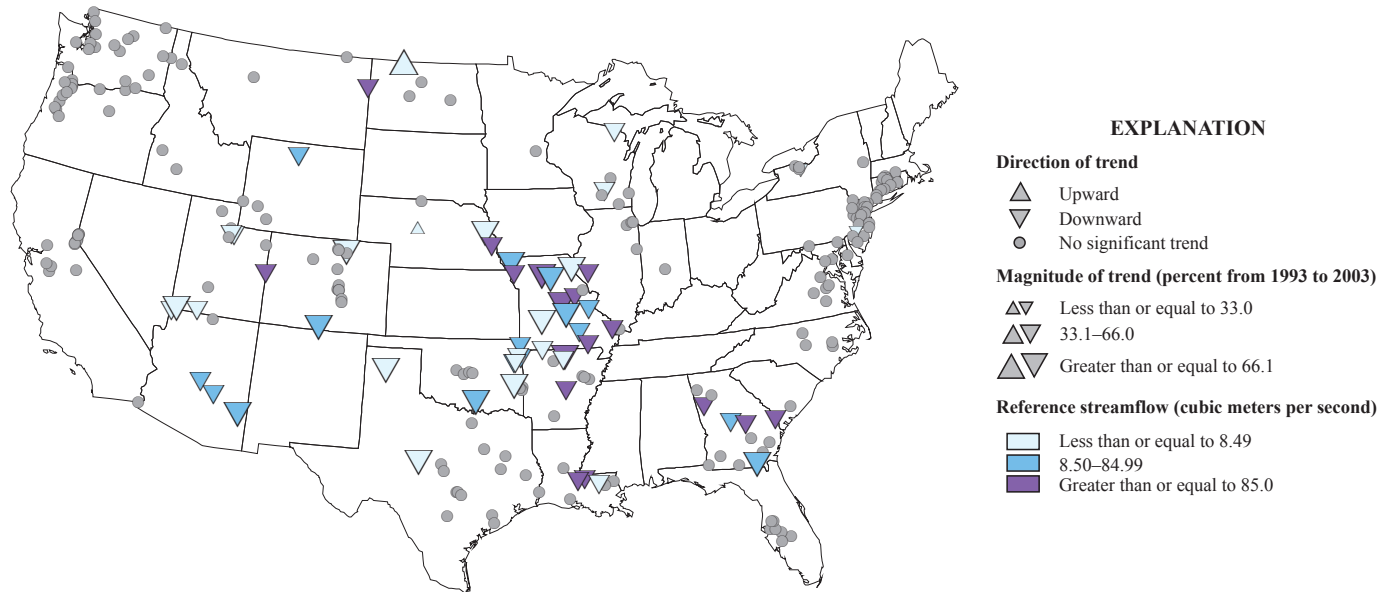 EXPLANATION
Direction of trend
Upward
Downward
No significant trend
Magnitude of trend (percent from 1993 to 2003)
Less than or equal to 33.0
33.1–66.0
Greater than or equal to 66.1
Reference streamflow (cubic meters per second)
Less than or equal to 8.49
8.50–84.99
Greater than or equal to 85.0